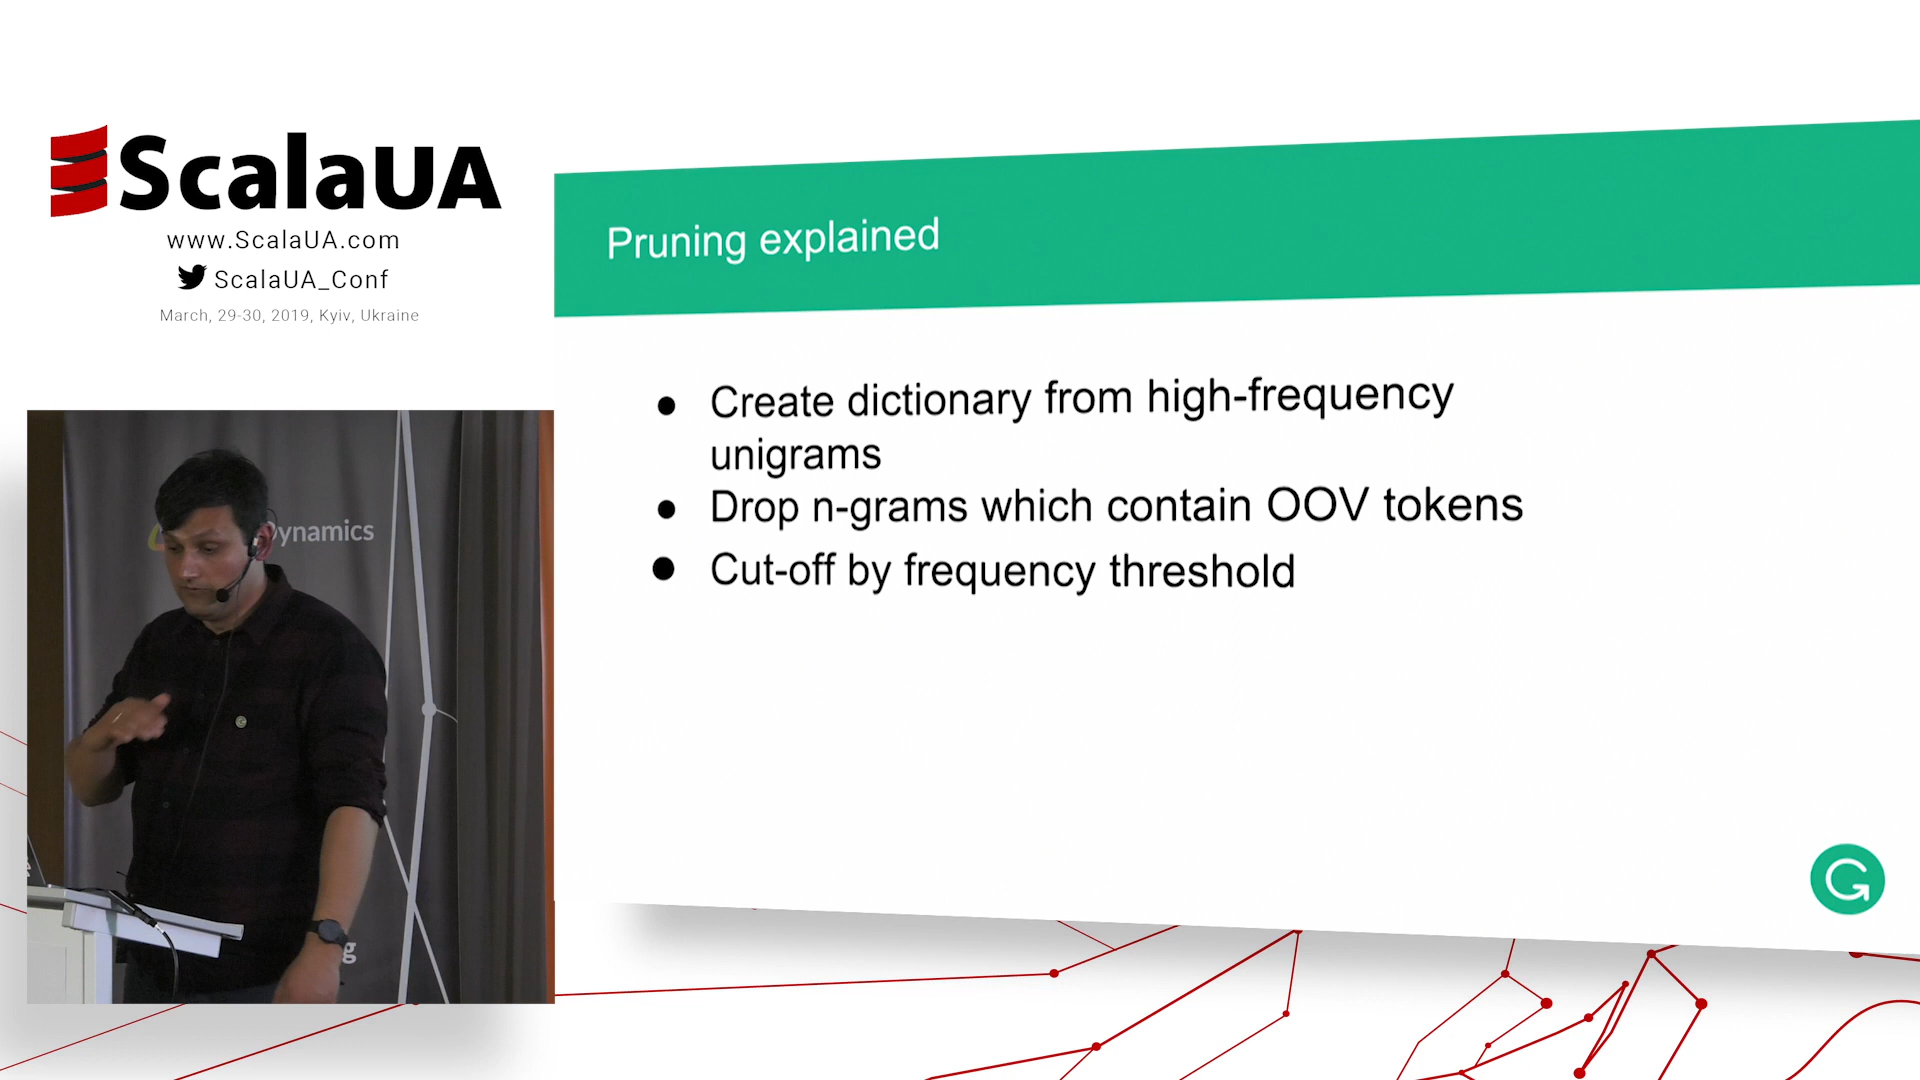 ScalaUA
www.ScalaUA.com
ScalaUA_Conf
March, 29-30, 2019, Kyiv, Ukraine
Pruning explained
● Create dictionary from high-frequency
unigrams
● Drop n-grams which contain OOV tokens
● Cut-off by frequency threshold
ynamics
g
G